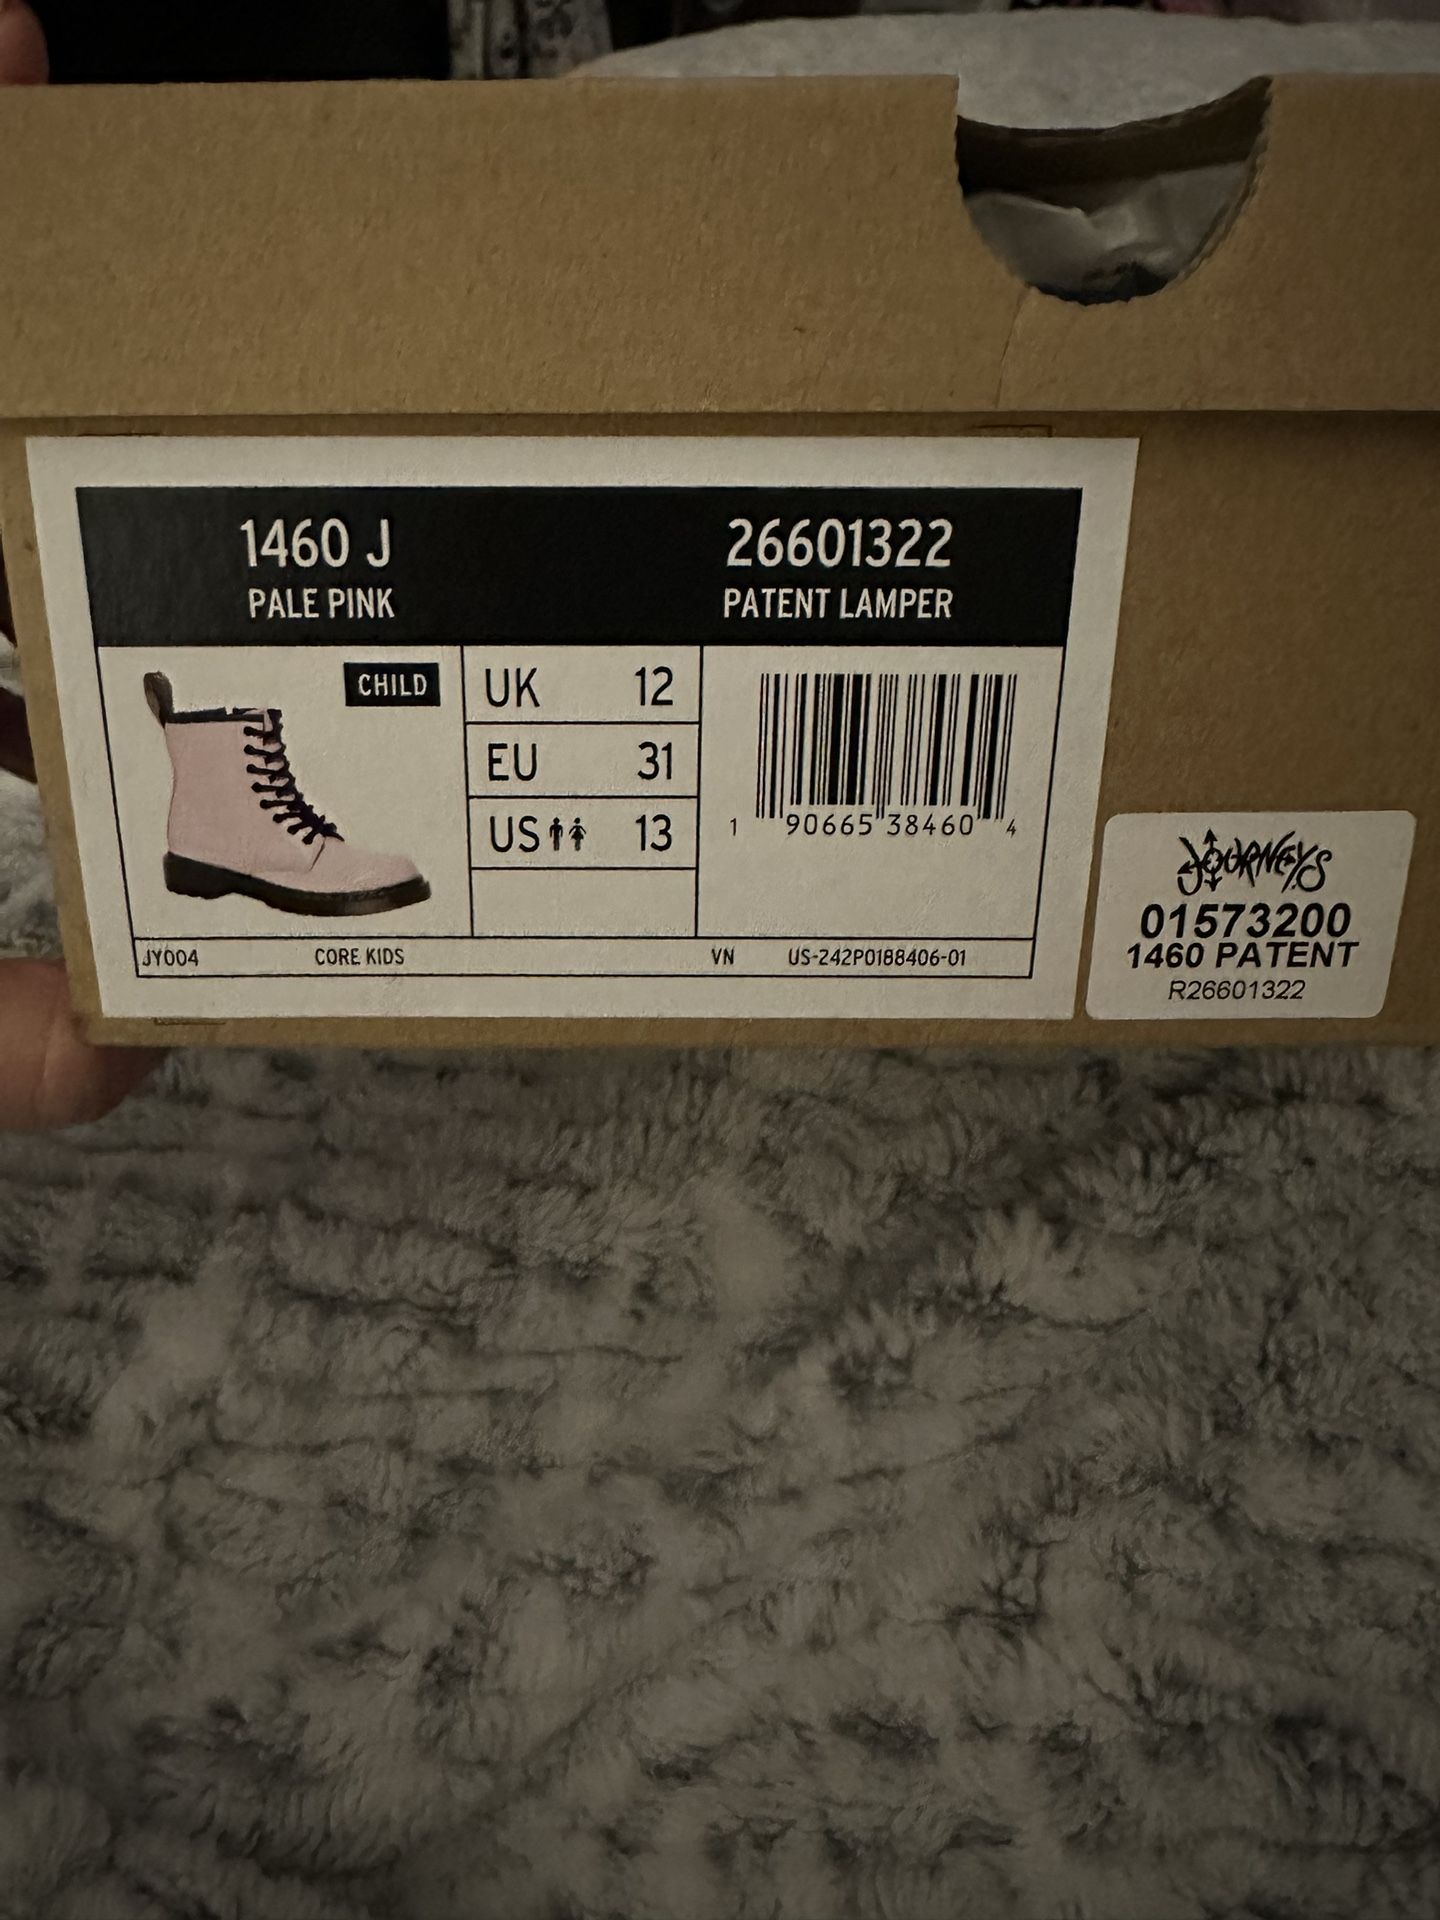 1460 J
PALE PINK
26601322
PATENT LAMPER
CHILD
UK 12
EU 31
US 13
1 90665 38460 4
JY004 CORE KIDS VN US-242P0188406-01
JOURNEYS
01573200
1460 PATENT
R26601322